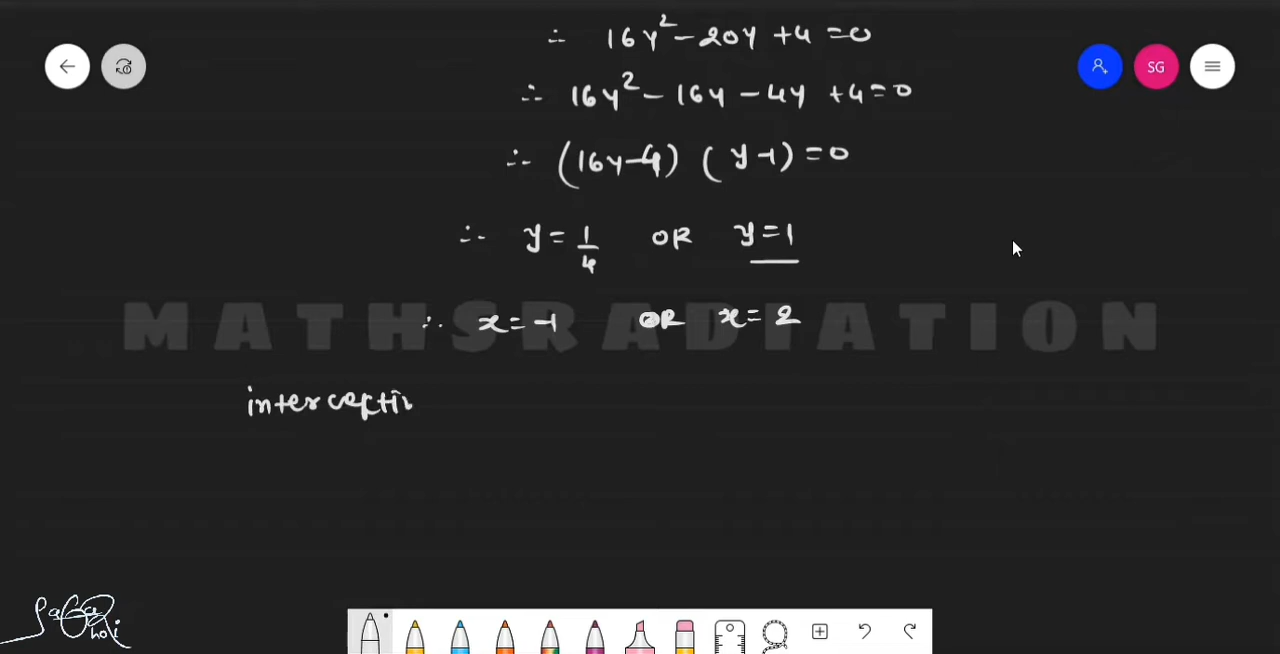 ∴ 16y² - 20y + 4 = 0
∴ 16y² - 16y - 4y + 4 = 0
SG
∴ (16y-4) (y-1) = 0
∴ y = 1/4 OR y = 1
MATHSRADIATION
∴ x = -1 OR x = 2
intercepti